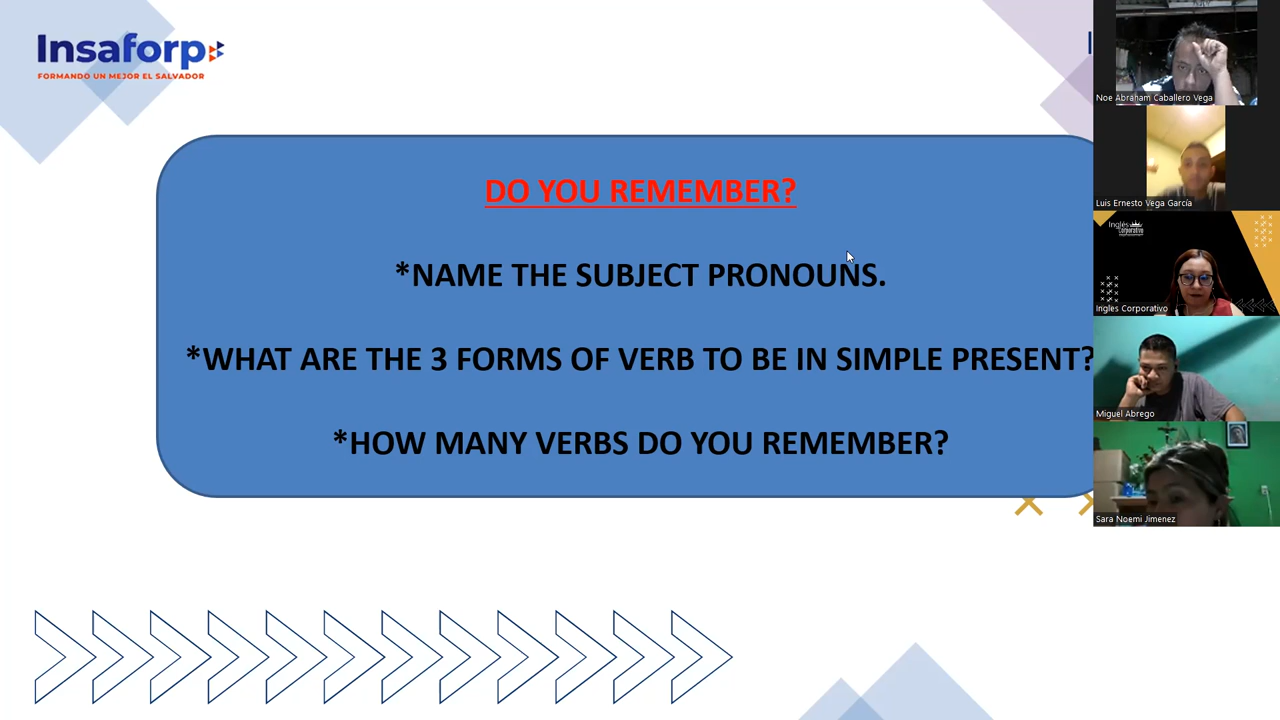 Insaforp
FORMANDO UN MEJOR EL SALVADOR
DO YOU REMEMBER?
*NAME THE SUBJECT PRONOUNS.
*WHAT ARE THE 3 FORMS OF VERB TO BE IN SIMPLE PRESENT?
*HOW MANY VERBS DO YOU REMEMBER?
Noe Abraham Caballero Vega
Luis Ernesto Vega García
Inglés
Corporativo
Ingles Corporativo
Miguel Abrego
Sara Noemi Jimenez